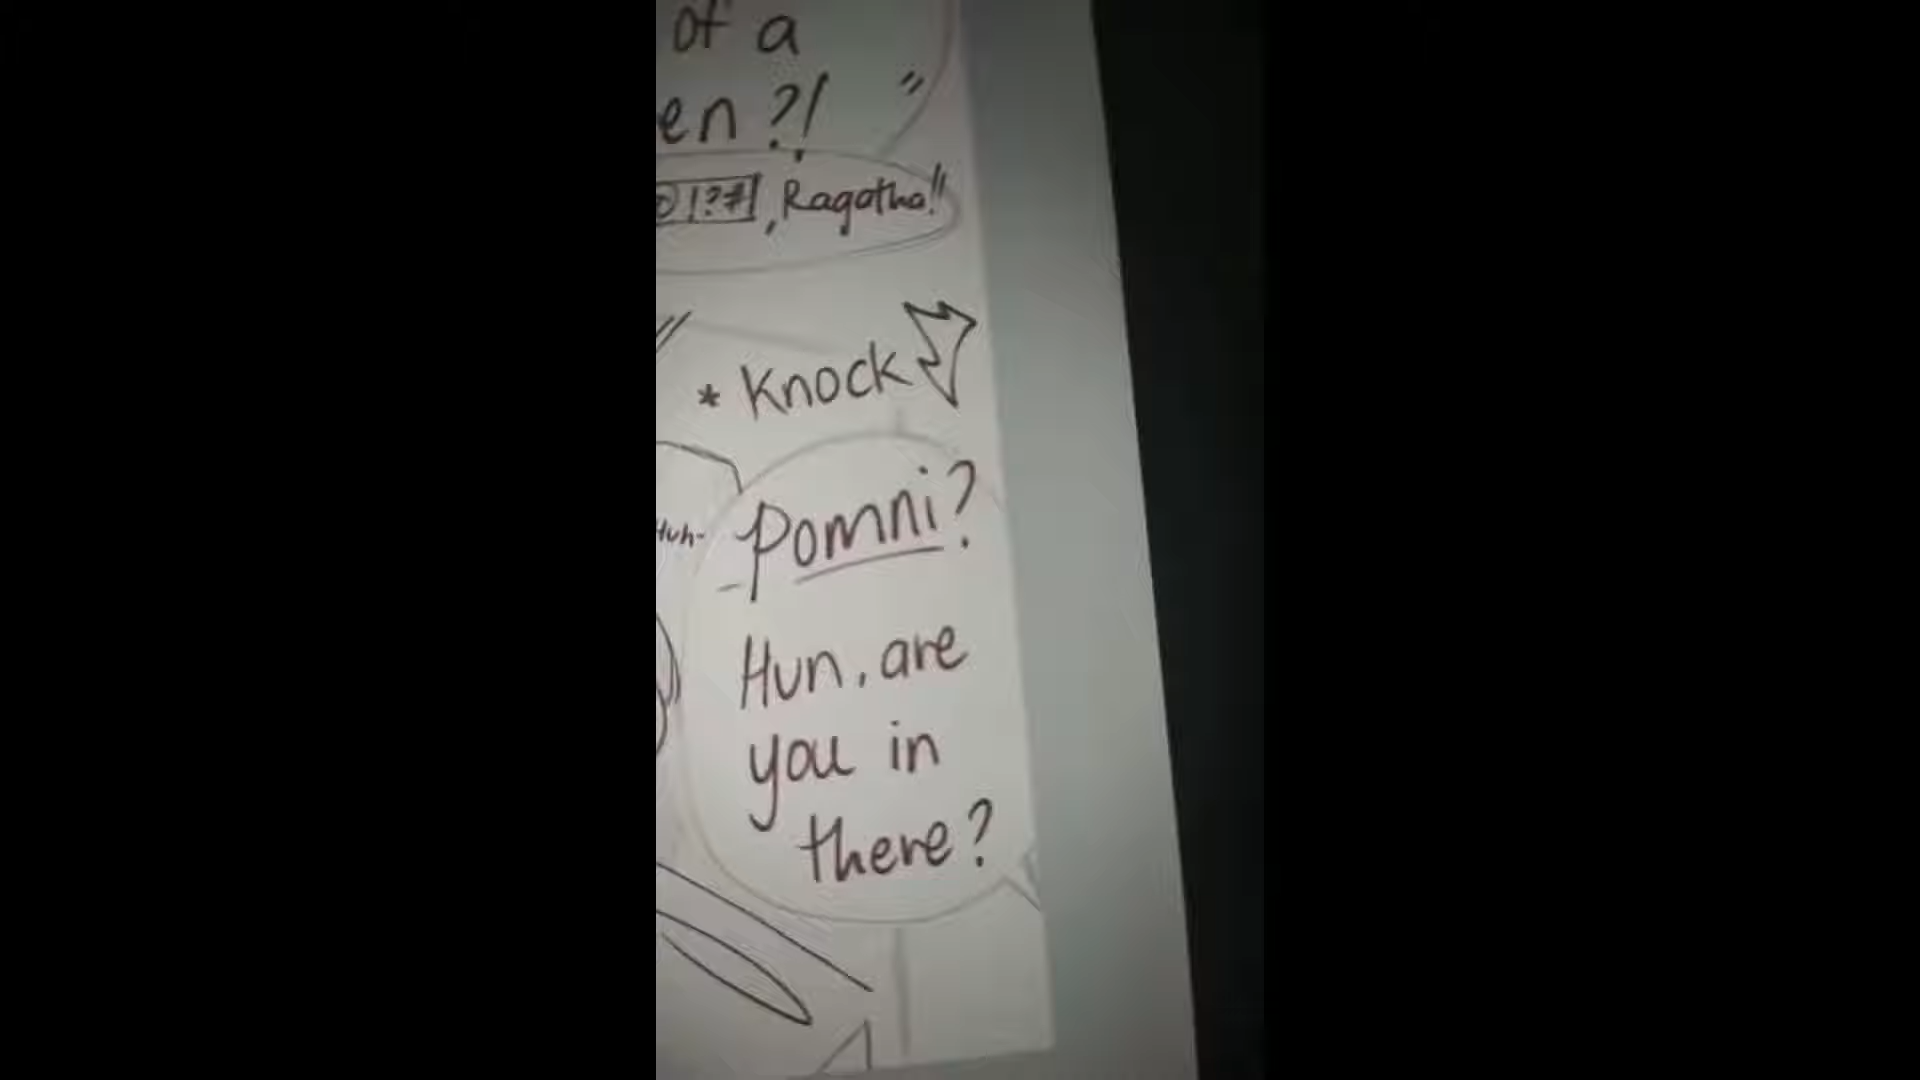 of a
en?!
"
@!?#!, Ragatha!!
* Knock
Huh-
Pomni?
Hun, are
you in
there?